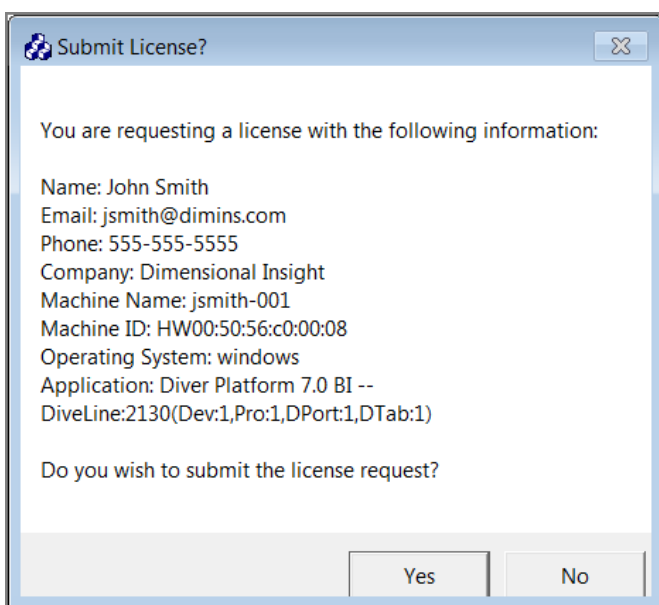 Submit License?
You are requesting a license with the following information:
Name: John Smith
Email: jsmith@dimins.com
Phone: 555-555-5555
Company: Dimensional Insight
Machine Name: jsmith-001
Machine ID: HW00:50:56:c0:00:08
Operating System: windows
Application: Diver Platform 7.0 BI --
DiveLine:2130(Dev:1,Pro:1,DPort:1,DTab:1)
Do you wish to submit the license request?
Yes No